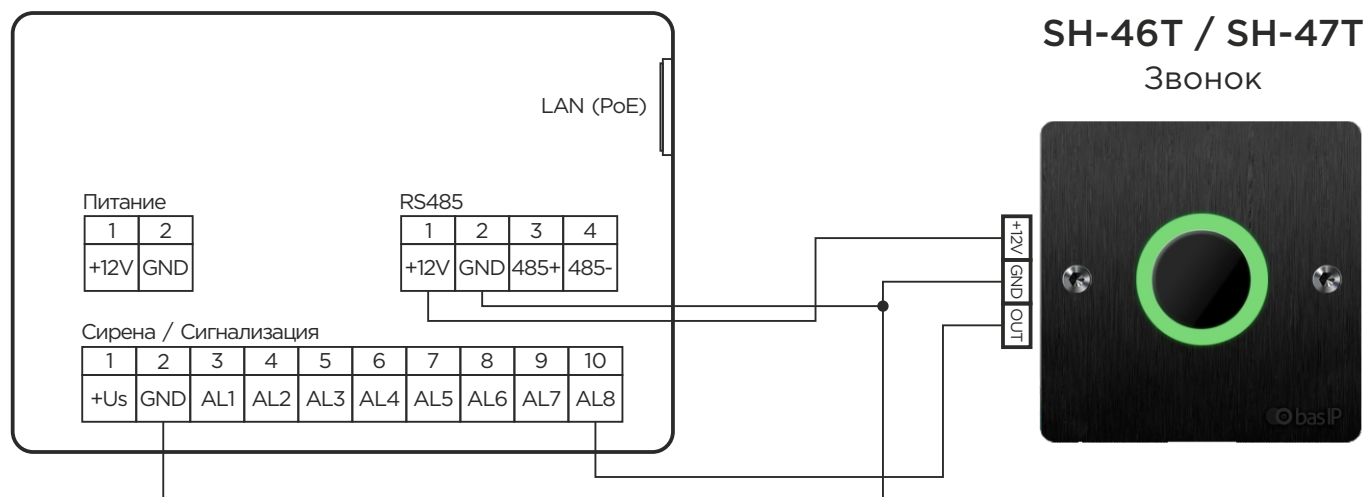 SH-46T / SH-47T
Звонок
LAN (PoE)
Питание
1 2
+12V GND
RS485
1 2 3 4
+12V GND 485+ 485-
+12V
GND
OUT
Сирена / Сигнализация
1 2 3 4 5 6 7 8 9 10
+Us GND AL1 AL2 AL3 AL4 AL5 AL6 AL7 AL8
basIP